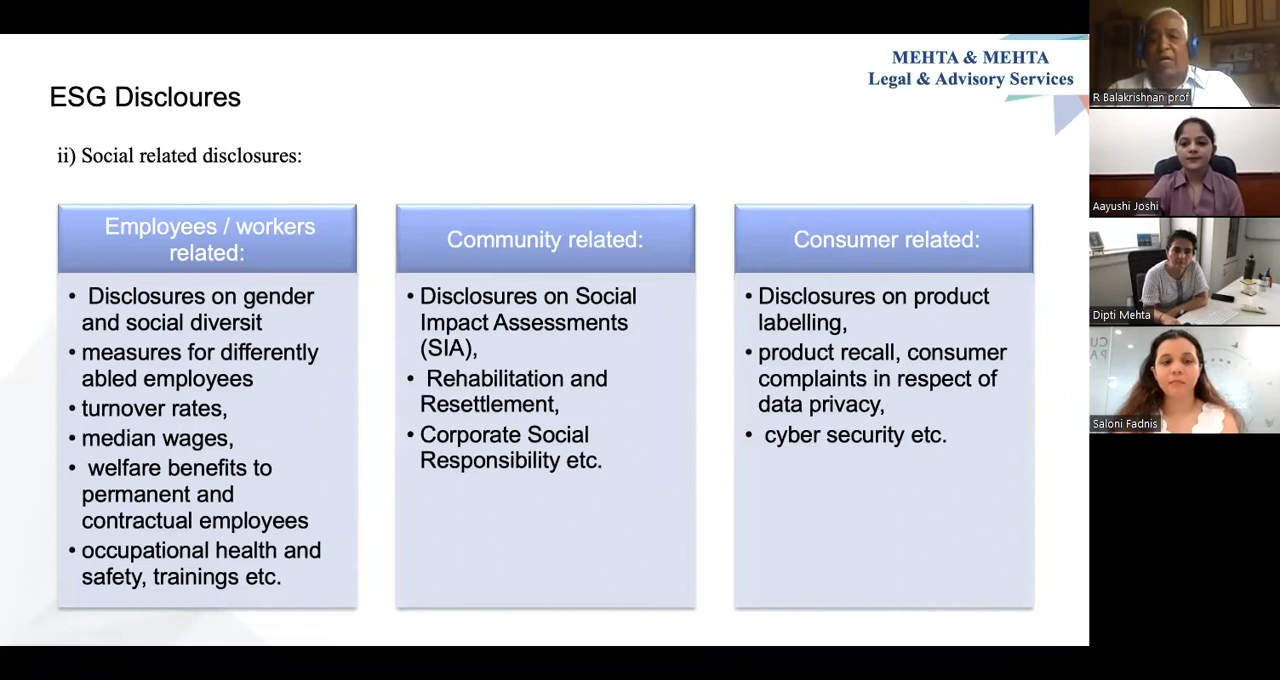 MEHTA & MEHTA
Legal & Advisory Services
ESG Discloures
ii) Social related disclosures:
Employees / workers
related:
• Disclosures on gender
and social diversit
• measures for differently
abled employees
• turnover rates,
• median wages,
• welfare benefits to
permanent and
contractual employees
• occupational health and
safety, trainings etc.
Community related:
• Disclosures on Social
Impact Assessments
(SIA),
• Rehabilitation and
Resettlement,
• Corporate Social
Responsibility etc.
Consumer related:
• Disclosures on product
labelling,
• product recall, consumer
complaints in respect of
data privacy,
• cyber security etc.
R Balakrishnan prof
Aayushi Joshi
Dipti Mehta
Saloni Fadnis